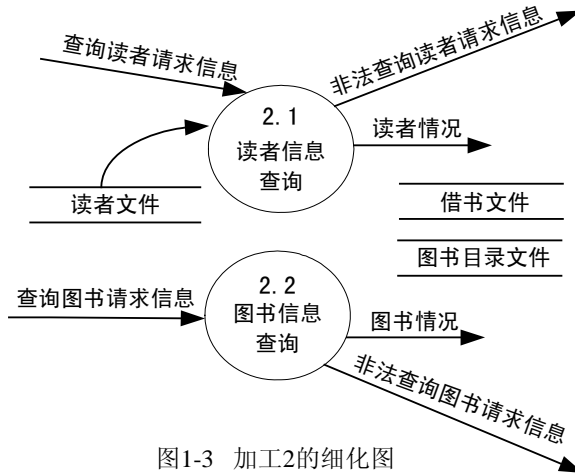 查询读者请求信息
非法查询读者请求信息
2.1
读者信息
查询
读者情况
读者文件
借书文件
图书目录文件
查询图书请求信息
2.2
图书信息
查询
图书情况
非法查询图书请求信息
图1-3 加工2的细化图